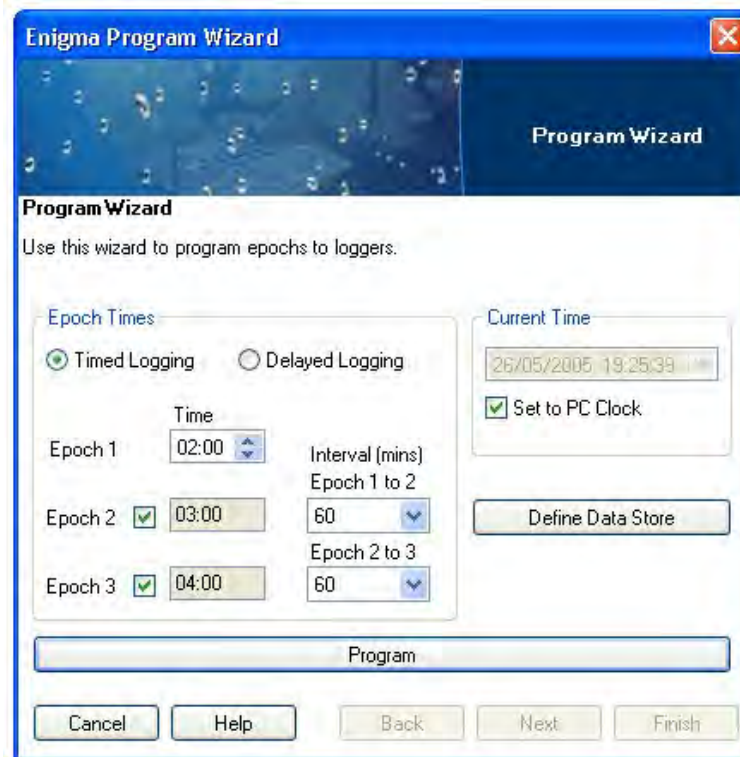 Enigma Program Wizard
Program Wizard
Program Wizard
Use this wizard to program epochs to loggers.
Epoch Times
Timed Logging
Delayed Logging
Time
Epoch 1
02:00
Interval (mins)
Epoch 1 to 2
Epoch 2
03:00
60
Epoch 2 to 3
Epoch 3
04:00
60
Current Time
26/05/2005 19:25:39
Set to PC Clock
Define Data Store
Program
Cancel
Help
Back
Next
Finish